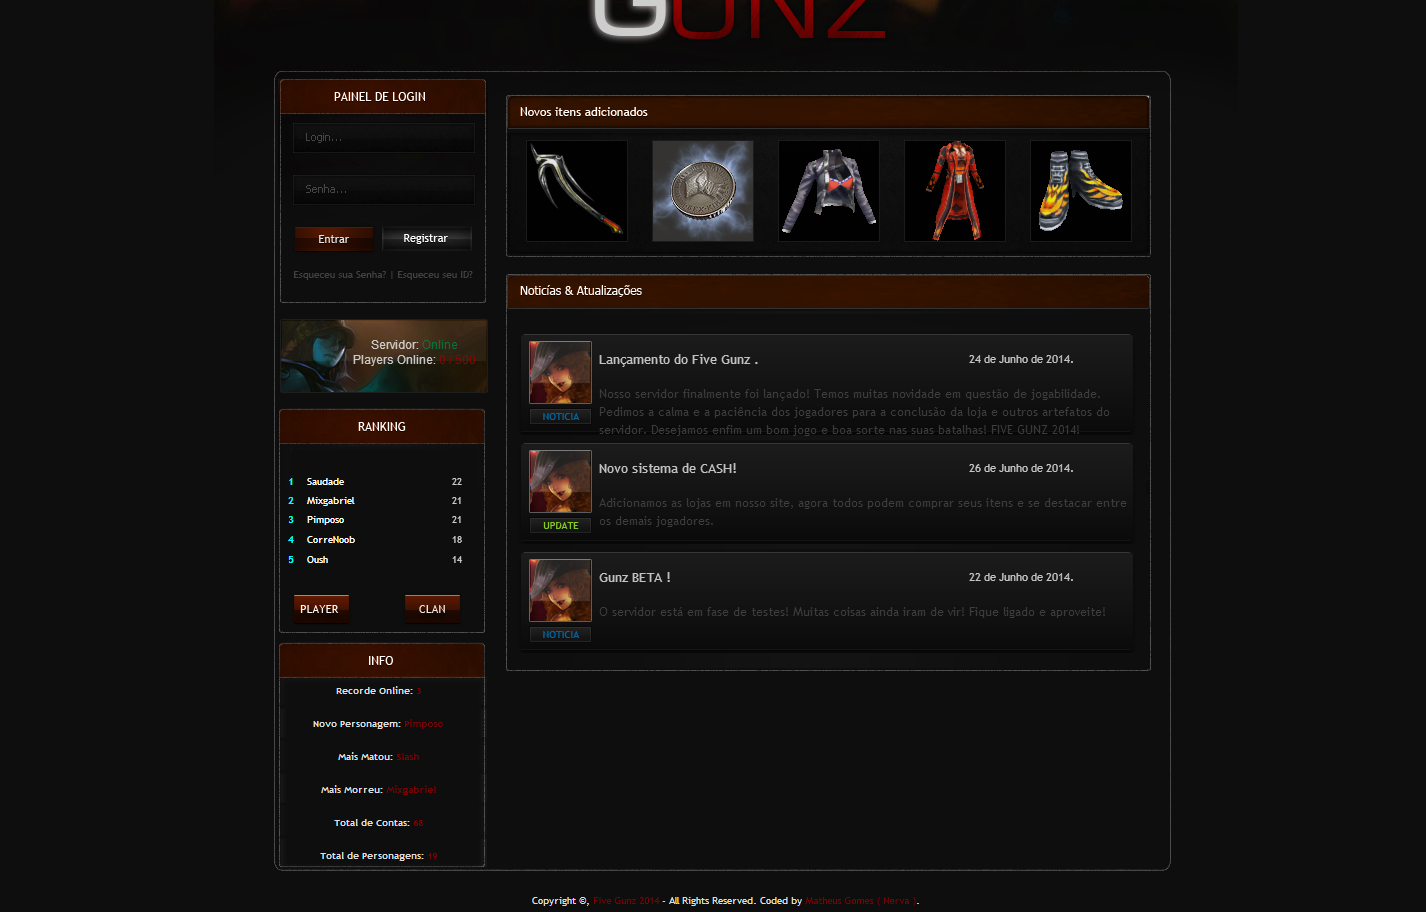 GUNZ
PAINEL DE LOGIN
Login...
Senha...
Entrar
Registrar
Esqueceu sua Senha? | Esqueceu seu ID?
Servidor: Online
Players Online: 0 / 500
RANKING
1 Saudade 22
2 Mixgabriel 21
3 Pimposo 21
4 CorreNoob 18
5 Oush 14
PLAYER
CLAN
INFO
Recorde Online: 3
Novo Personagem: Pimposo
Mais Matou: Slash
Mais Morreu: Mixgabriel
Total de Contas: 68
Total de Personagens: 19
Novos itens adicionados
Notícias & Atualizações
Lançamento do Five Gunz .
24 de Junho de 2014.
Nosso servidor finalmente foi lançado! Temos muitas novidade em questão de jogabilidade.
Pedimos a calma e a paciência dos jogadores para a conclusão da loja e outros artefatos do
servidor. Desejamos enfim um bom jogo e boa sorte nas suas batalhas! FIVE GUNZ 2014!
NOTICIA
Novo sistema de CASH!
26 de Junho de 2014.
Adicionamos as lojas em nosso site, agora todos podem comprar seus itens e se destacar entre
os demais jogadores.
UPDATE
Gunz BETA !
22 de Junho de 2014.
O servidor está em fase de testes! Muitas coisas ainda iram de vir! Fique ligado e aproveite!
NOTICIA
Copyright ©, Five Gunz 2014 - All Rights Reserved. Coded by Matheus Gomes ( Nerva ).